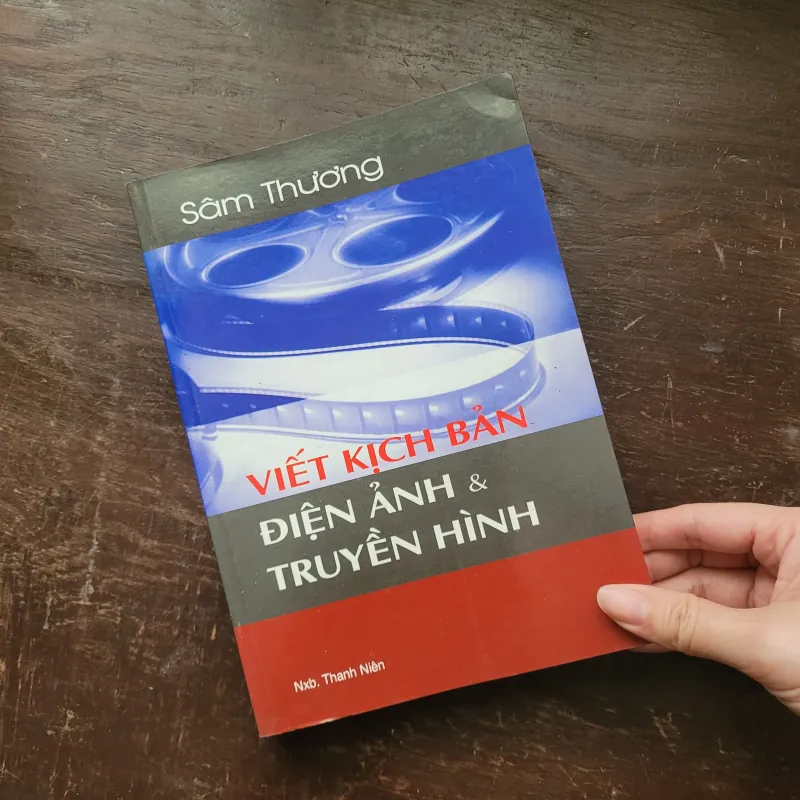 Sâm Thương
VIẾT KỊCH BẢN
ĐIỆN ẢNH &
TRUYỀN HÌNH
Nxb. Thanh Niên